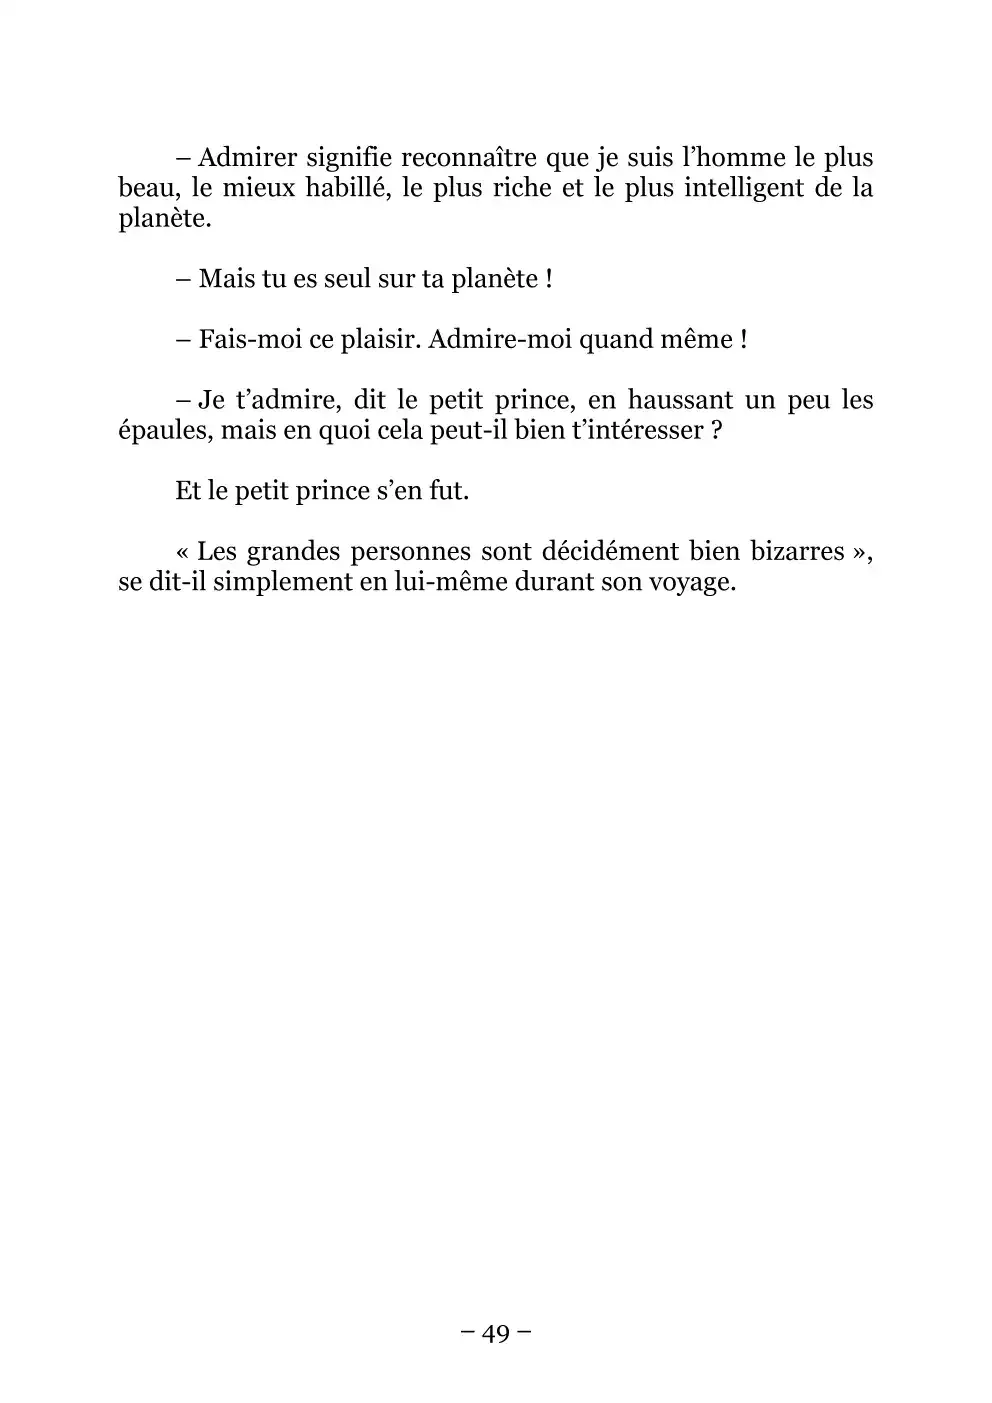 – Admirer signifie reconnaître que je suis l’homme le plus
beau, le mieux habillé, le plus riche et le plus intelligent de la
planète.
– Mais tu es seul sur ta planète !
– Fais-moi ce plaisir. Admire-moi quand même !
– Je t’admire, dit le petit prince, en haussant un peu les
épaules, mais en quoi cela peut-il bien t’intéresser ?
Et le petit prince s’en fut.
« Les grandes personnes sont décidément bien bizarres »,
se dit-il simplement en lui-même durant son voyage.
– 49 –